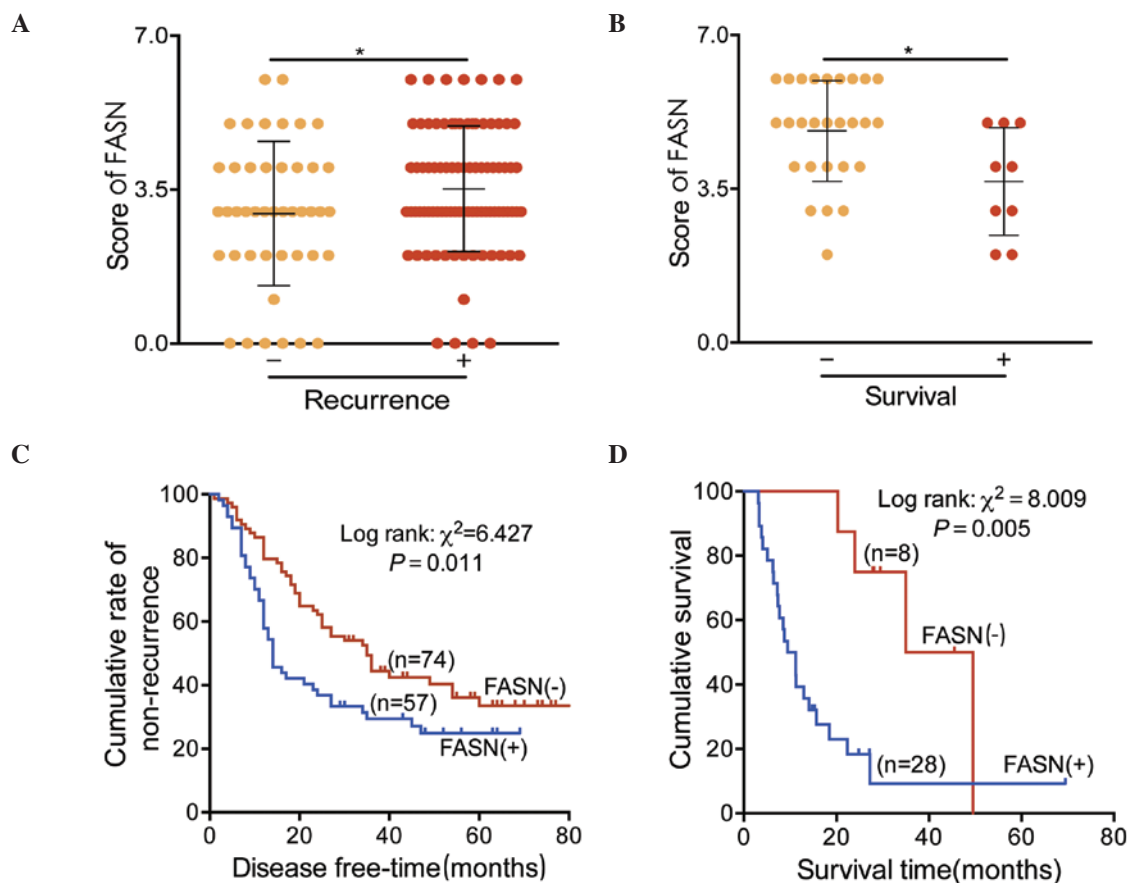 A
7.0
3.5
0.0
Score of FASN
*
− +
Recurrence
B
7.0
3.5
0.0
Score of FASN
*
− +
Survival
C
100
80
60
40
20
0
Cumulative rate of
non-recurrence
Log rank: χ²=6.427
P = 0.011
(n=74)
FASN(-)
(n=57)
FASN(+)
0 20 40 60 80
Disease free-time(months)
D
100
80
60
40
20
0
Cumulative survival
Log rank: χ² = 8.009
P = 0.005
(n=8)
FASN(-)
(n=28)
FASN(+)
0 20 40 60 80
Survival time(months)